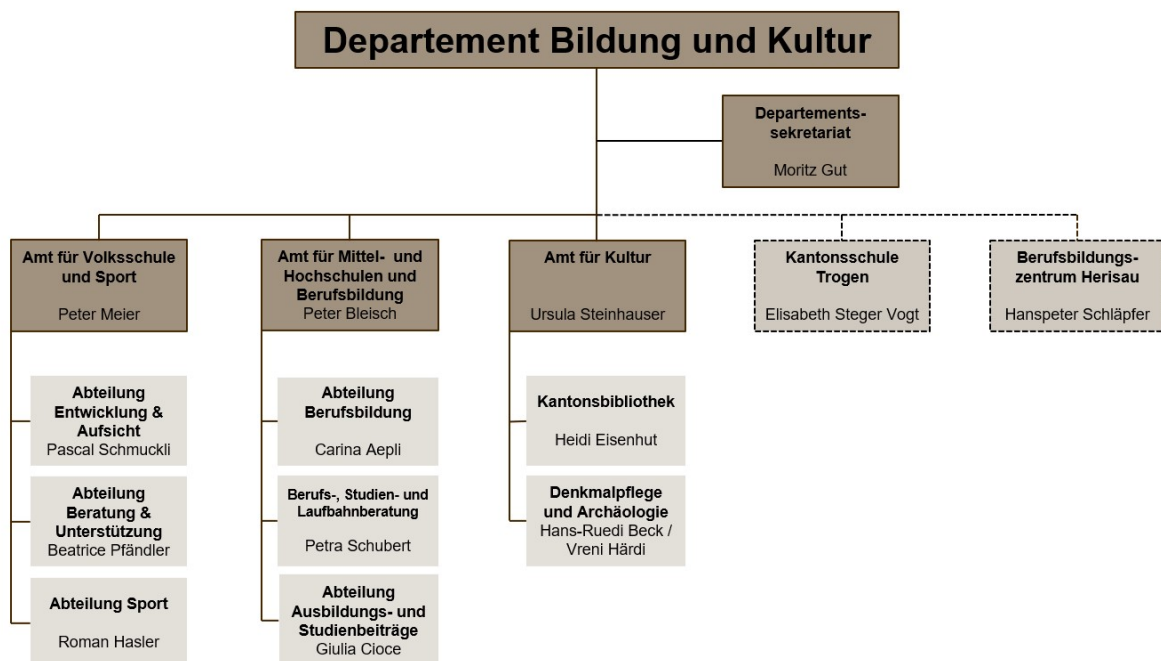 Departement Bildung und Kultur
Departements-
sekretariat
Moritz Gut
Amt für Volksschule
und Sport
Peter Meier
Amt für Mittel- und
Hochschulen und
Berufsbildung
Peter Bleisch
Amt für Kultur
Ursula Steinhauser
Kantonsschule
Trogen
Elisabeth Steger Vogt
Berufsbildungs-
zentrum Herisau
Hanspeter Schläpfer
Abteilung
Entwicklung &
Aufsicht
Pascal Schmuckli
Abteilung
Beratung &
Unterstützung
Beatrice Pfändler
Abteilung Sport
Roman Hasler
Abteilung
Berufsbildung
Carina Aepli
Berufs-, Studien- und
Laufbahnberatung
Petra Schubert
Abteilung
Ausbildungs- und
Studienbeiträge
Giulia Cioce
Kantonsbibliothek
Heidi Eisenhut
Denkmalpflege
und Archäologie
Hans-Ruedi Beck /
Vreni Härdi